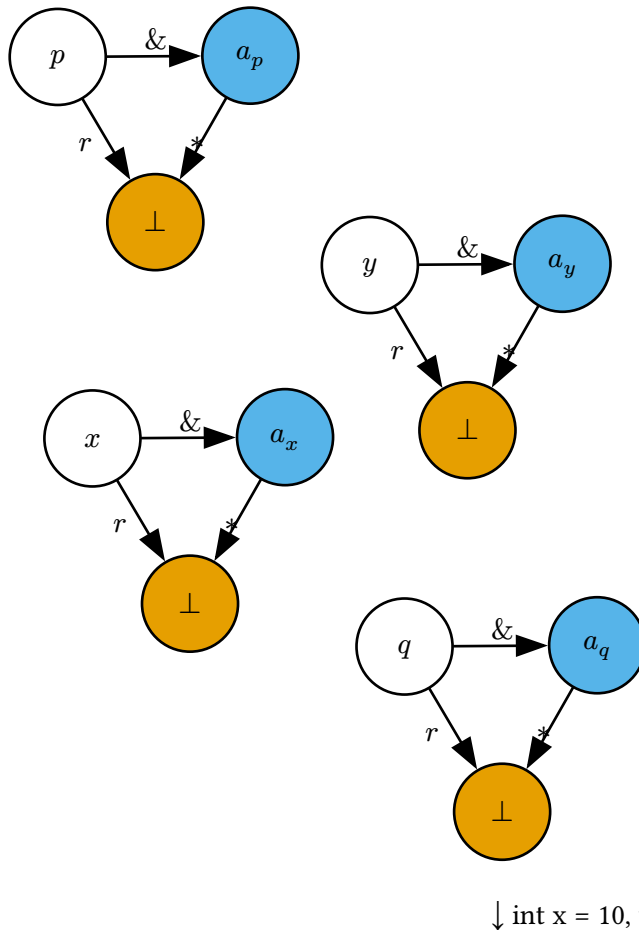 p & a_p
r *
⊥
y & a_y
r *
⊥
x & a_x
r *
⊥
q & a_q
r *
⊥
↓ int x = 10,